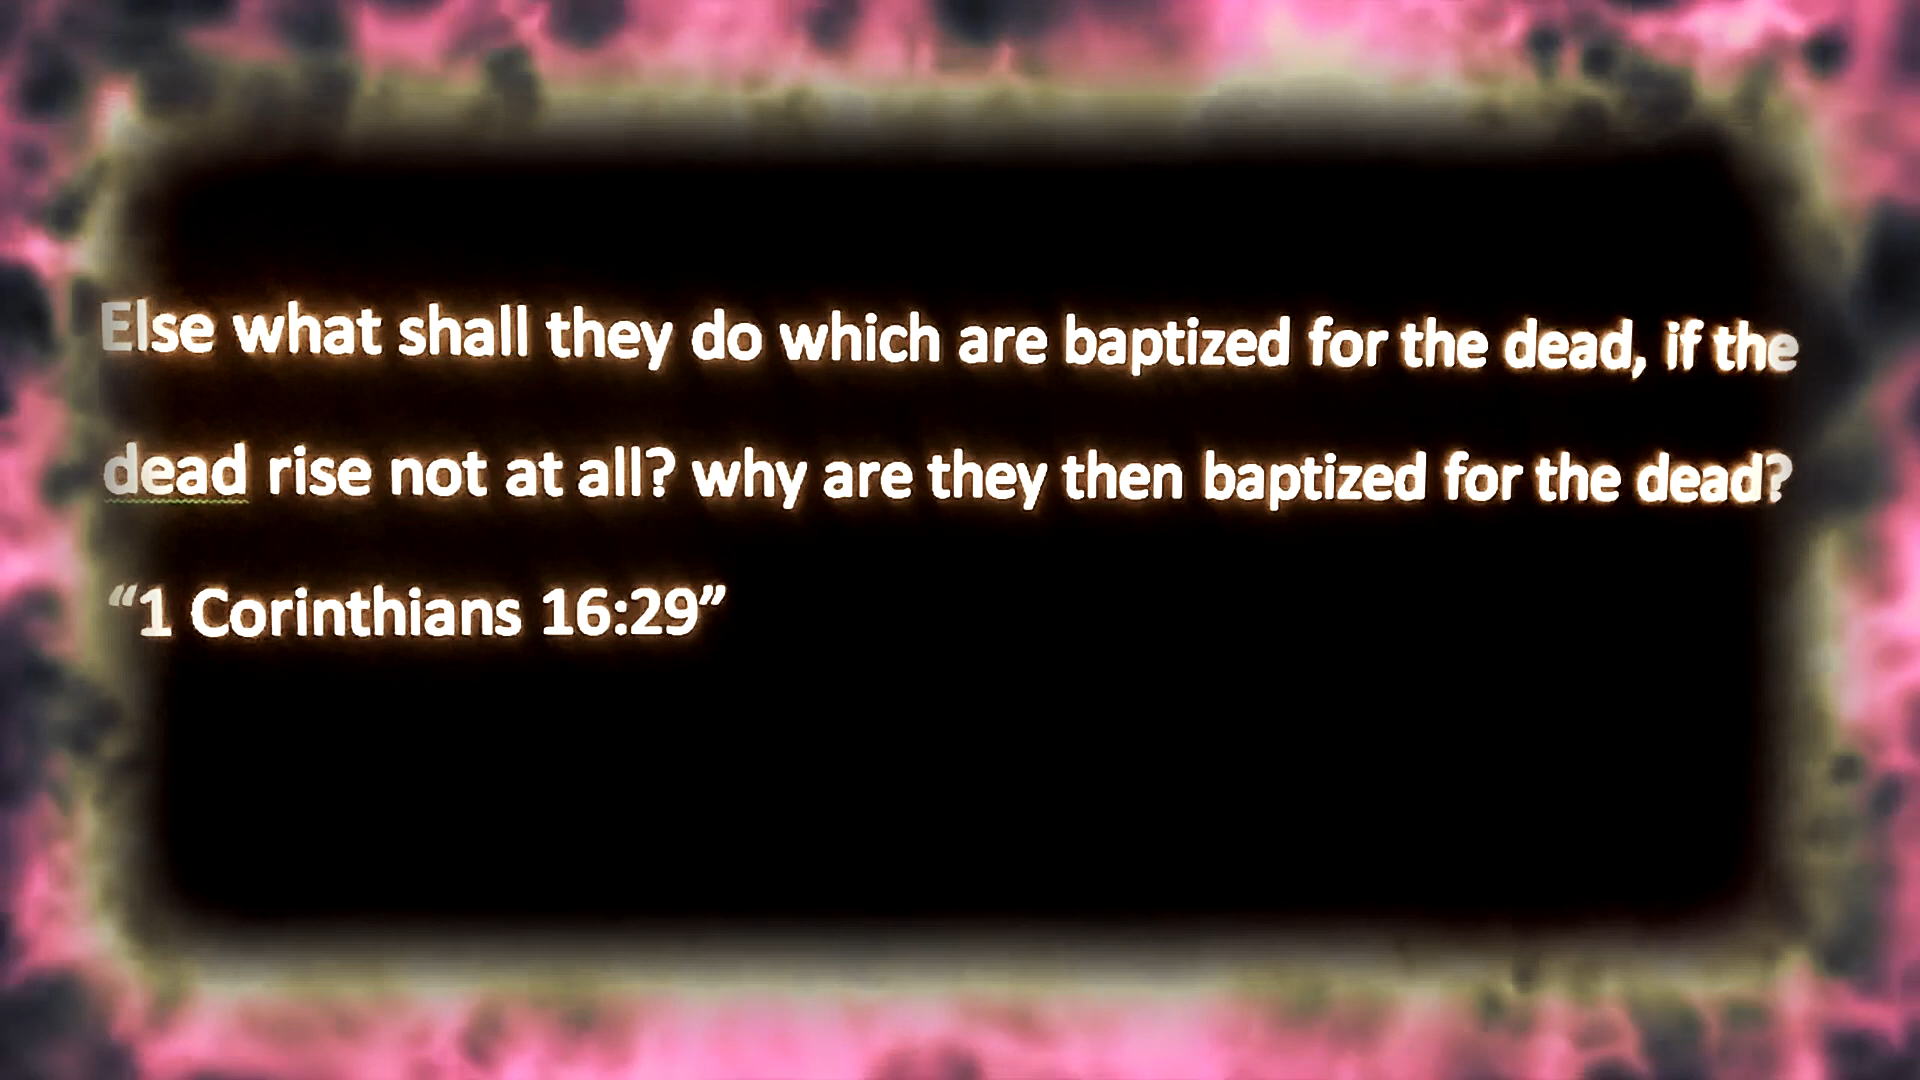 Else what shall they do which are baptized for the dead, if the
dead rise not at all? why are they then baptized for the dead?
“1 Corinthians 16:29”